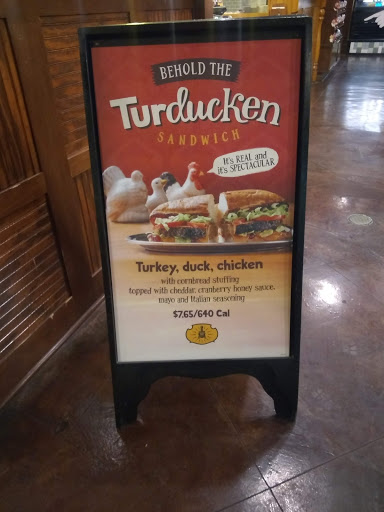 BEHOLD THE
Turducken
SANDWICH
It's REAL and
it's SPECTACULAR
Turkey, duck, chicken
with cornbread stuffing
topped with cheddar, cranberry honey sauce,
mayo and Italian seasoning
$7.65/640 Cal